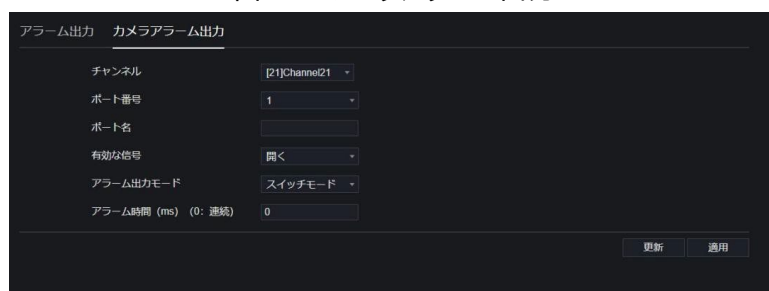 アラーム出力 カメラアラーム出力
チャンネル [21]Channel21
ポート番号 1
ポート名
有効な信号 開く
アラーム出力モード スイッチモード
アラーム時間 (ms) (0: 連続) 0
更新 適用